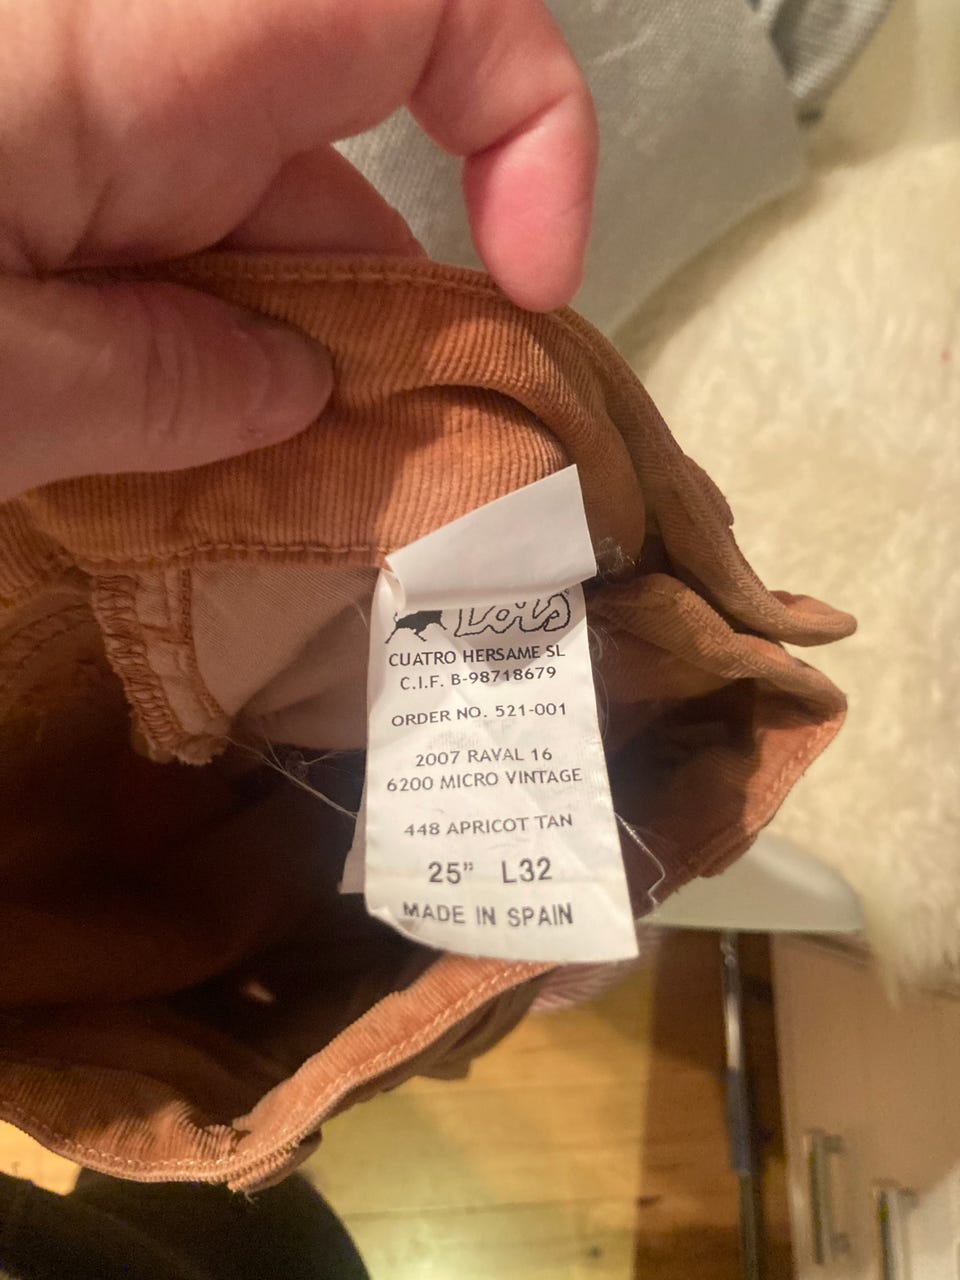 Lois
CUATRO HERSAME SL
C.I.F. B-98718679
ORDER NO. 521-001
2007 RAVAL 16
6200 MICRO VINTAGE
448 APRICOT TAN
25" L32
MADE IN SPAIN